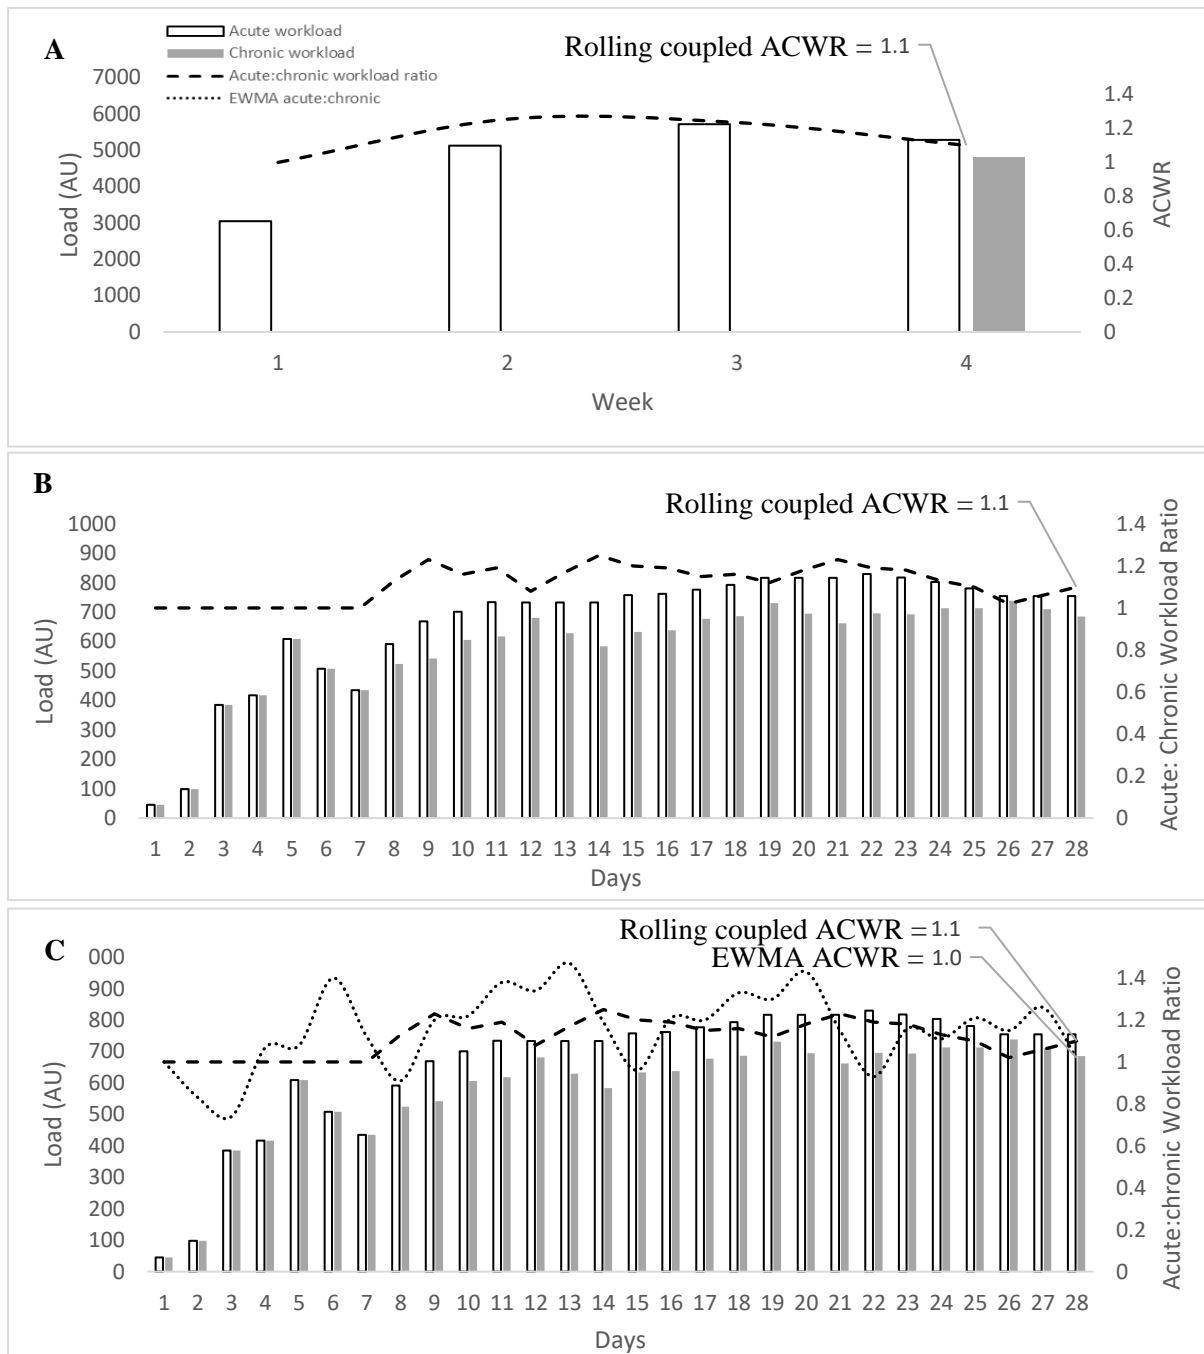 A
Acute workload
Chronic workload
Acute:chronic workload ratio
EWMA acute:chronic
Rolling coupled ACWR = 1.1
7000
6000
5000
4000
3000
2000
1000
0
Load (AU)
1.4
1.2
1
0.8
0.6
0.4
0.2
0
ACWR
1 2 3 4
Week
B
Rolling coupled ACWR = 1.1
1000
900
800
700
600
500
400
300
200
100
0
Load (AU)
1.4
1.2
1
0.8
0.6
0.4
0.2
0
Acute: Chronic Workload Ratio
1 2 3 4 5 6 7 8 9 10 11 12 13 14 15 16 17 18 19 20 21 22 23 24 25 26 27 28
Days
C
Rolling coupled ACWR = 1.1
EWMA ACWR = 1.0
000
900
800
700
600
500
400
300
200
100
0
Load (AU)
1.4
1.2
1
0.8
0.6
0.4
0.2
0
Acute:chronic Workload Ratio
1 2 3 4 5 6 7 8 9 10 11 12 13 14 15 16 17 18 19 20 21 22 23 24 25 26 27 28
Days